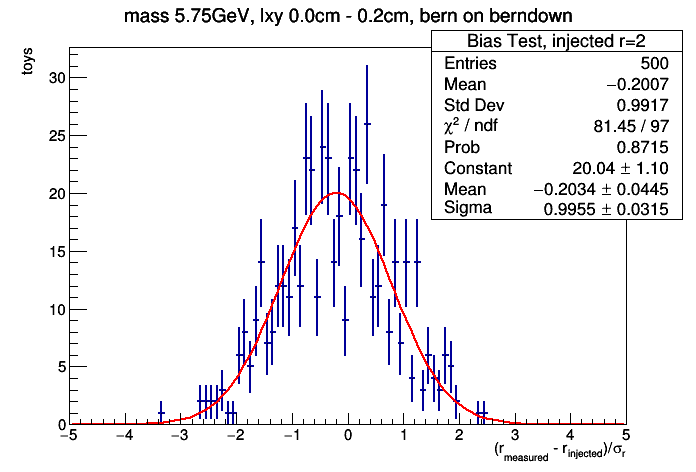 mass 5.75GeV, lxy 0.0cm - 0.2cm, bern on berndown
Bias Test, injected r=2
Entries 500
Mean −0.2007
Std Dev 0.9917
χ² / ndf 81.45 / 97
Prob 0.8715
Constant 20.04 ± 1.10
Mean −0.2034 ± 0.0445
Sigma 0.9955 ± 0.0315
toys
30
25
20
15
10
5
0
−5 −4 −3 −2 −1 0 1 2 3 4 5
(r_measured - r_injected)/σ_r